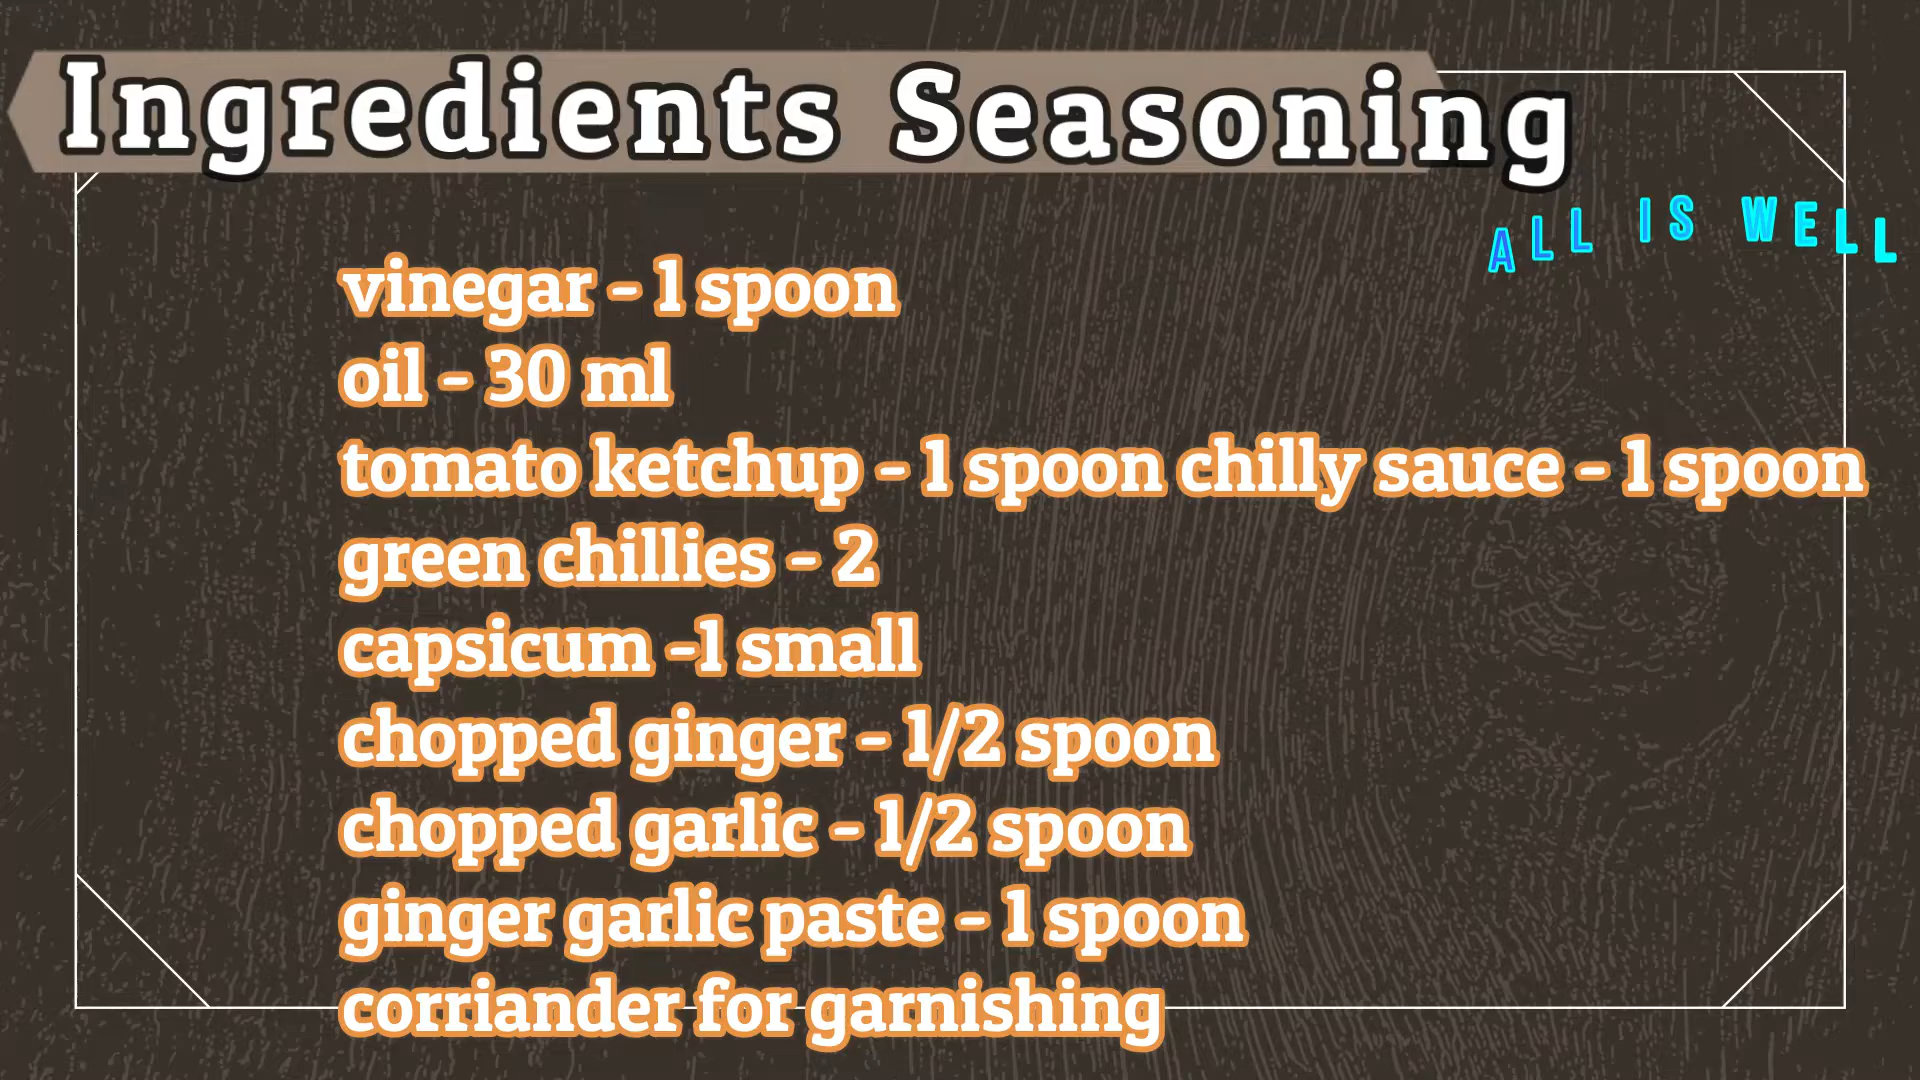 Ingredients Seasoning
ALL IS WELL
vinegar - 1 spoon
oil - 30 ml
tomato ketchup - 1 spoon chilly sauce - 1 spoon
green chillies - 2
capsicum -1 small
chopped ginger - 1/2 spoon
chopped garlic - 1/2 spoon
ginger garlic paste - 1 spoon
corriander for garnishing